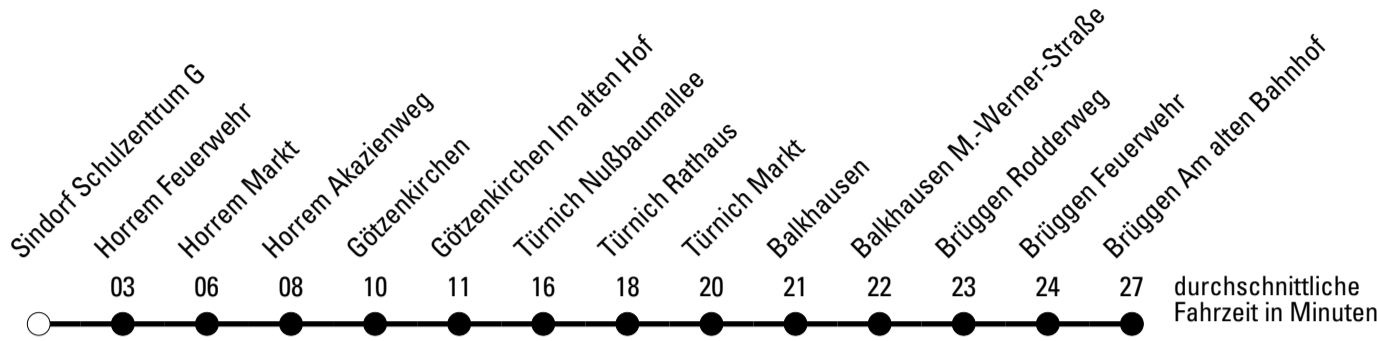 Sindorf Schulzentrum G
Horrem Feuerwehr
Horrem Markt
Horrem Akazienweg
Götzenkirchen
Götzenkirchen Im alten Hof
Türnich Nußbaumallee
Türnich Rathaus
Türnich Markt
Balkhausen
Balkhausen M.-Werner-Straße
Brüggen Rodderweg
Brüggen Feuerwehr
Brüggen Am alten Bahnhof
03 06 08 10 11 16 18 20 21 22 23 24 27
durchschnittliche
Fahrzeit in Minuten